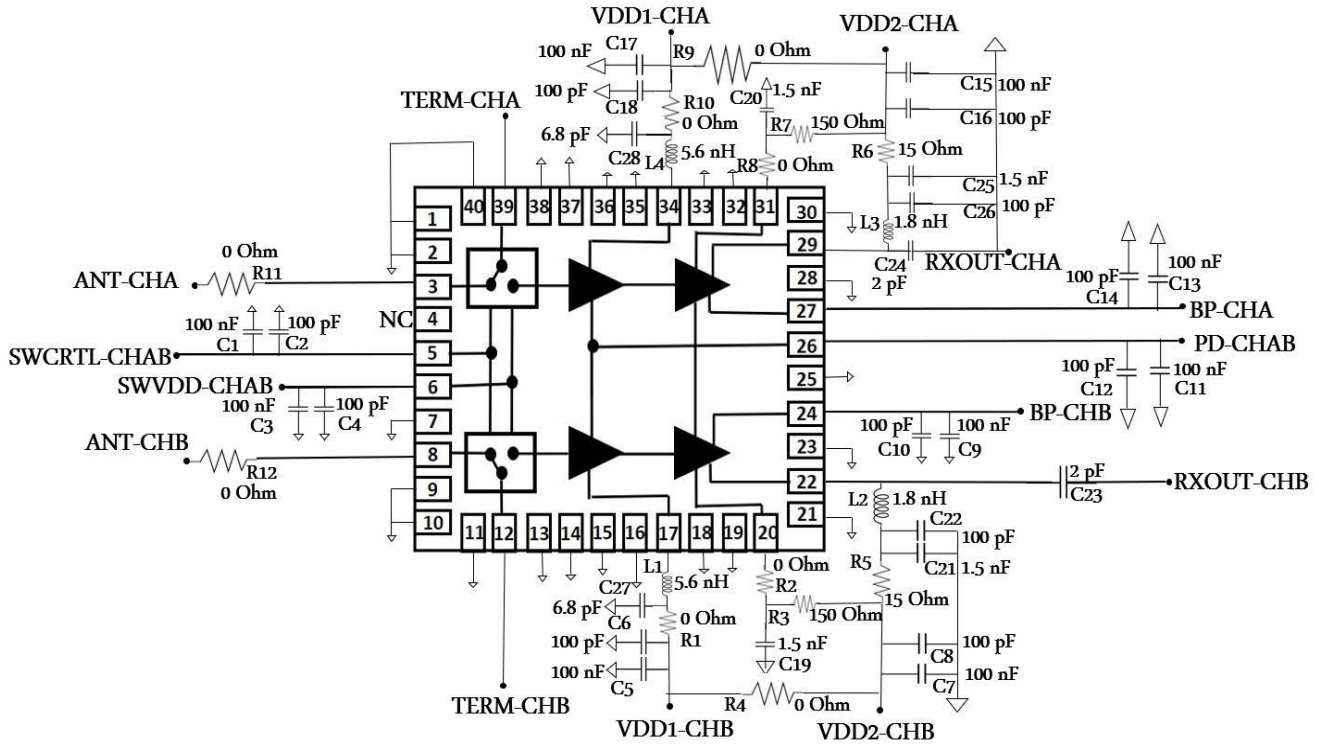 VDD1-CHA
VDD2-CHA
C17
100 nF
R9
0 Ohm
C15
100 nF
100 pF
C18
C20
1.5 nF
R10
0 Ohm
C16
100 pF
TERM-CHA
R7
150 Ohm
6.8 pF
C28
L4
5.6 nH
R8
0 Ohm
R6
15 Ohm
C25
1.5 nF
C26
100 pF
L3
1.8 nH
C24
2 pF
RXOUT-CHA
40 39 38 37 36 35 34 33 32 31
1
2
3
4
5
6
7
8
9
10
30
29
28
27
26
25
24
23
22
21
11 12 13 14 15 16 17 18 19 20
0 Ohm
R11
ANT-CHA
NC
100 nF
C1
100 pF
C2
SWCRTL-CHAB
SWVDD-CHAB
100 nF
C3
100 pF
C4
ANT-CHB
R12
0 Ohm
100 pF
C14
100 nF
C13
BP-CHA
PD-CHAB
100 pF
C12
100 nF
C11
BP-CHB
100 pF
C10
100 nF
C9
2 pF
C23
RXOUT-CHB
L2
1.8 nH
C22
100 pF
C21
1.5 nF
R5
15 Ohm
L1
5.6 nH
C27
6.8 pF
C6
0 Ohm
R1
100 pF
100 nF
C5
0 Ohm
R2
R3
150 Ohm
1.5 nF
C19
C8
100 pF
C7
100 nF
R4
0 Ohm
TERM-CHB
VDD1-CHB
VDD2-CHB